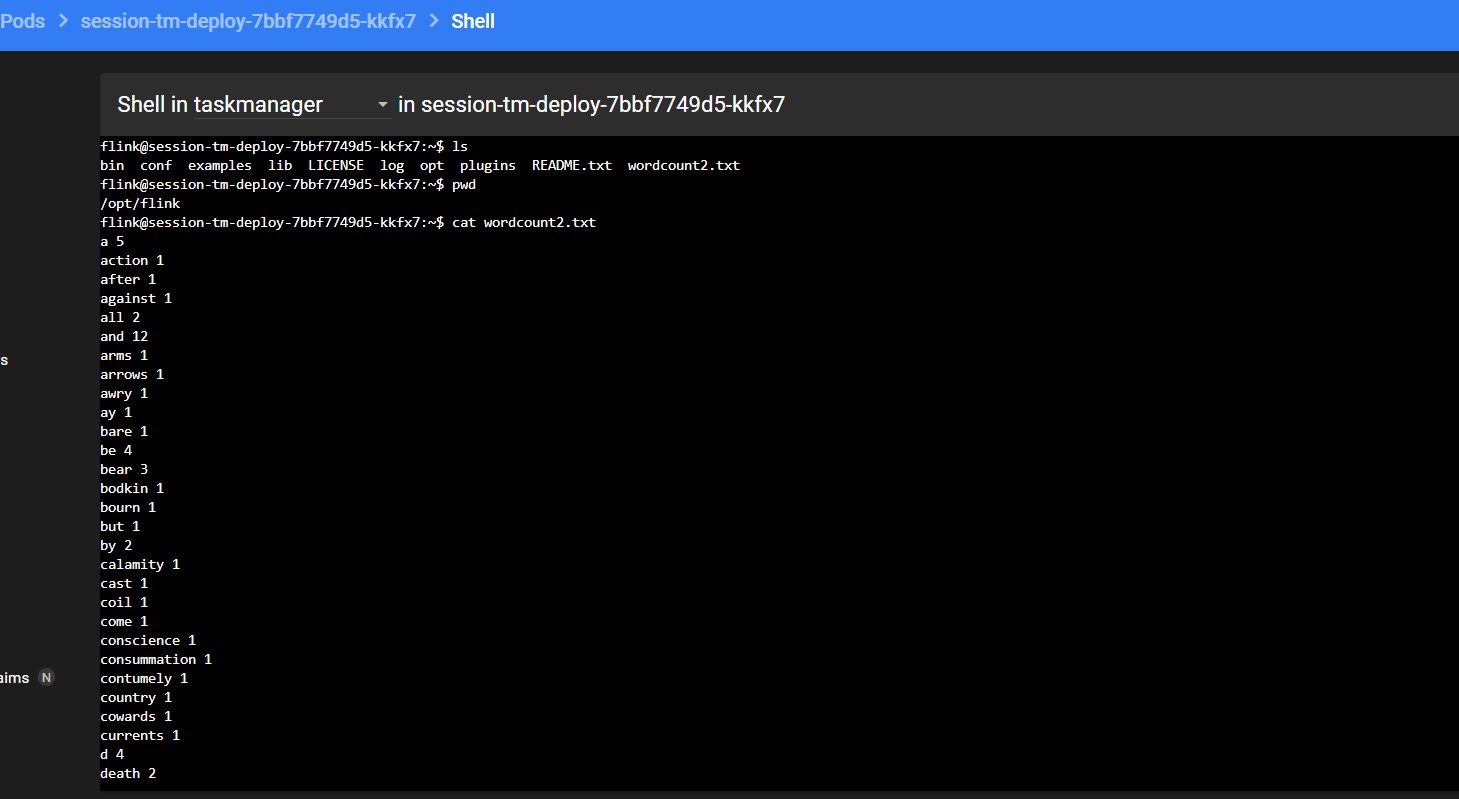 Pods > session-tm-deploy-7bbf7749d5-kkfx7 > Shell
Shell in taskmanager in session-tm-deploy-7bbf7749d5-kkfx7
flink@session-tm-deploy-7bbf7749d5-kkfx7:~$ ls
bin conf examples lib LICENSE log opt plugins README.txt wordcount2.txt
flink@session-tm-deploy-7bbf7749d5-kkfx7:~$ pwd
/opt/flink
flink@session-tm-deploy-7bbf7749d5-kkfx7:~$ cat wordcount2.txt
a 5
action 1
after 1
against 1
all 2
and 12
arms 1
s
arrows 1
awry 1
ay 1
bare 1
be 4
bear 3
bodkin 1
bourn 1
but 1
by 2
calamity 1
cast 1
coil 1
come 1
conscience 1
consummation 1
contumely 1
aims N
country 1
cowards 1
currents 1
d 4
death 2